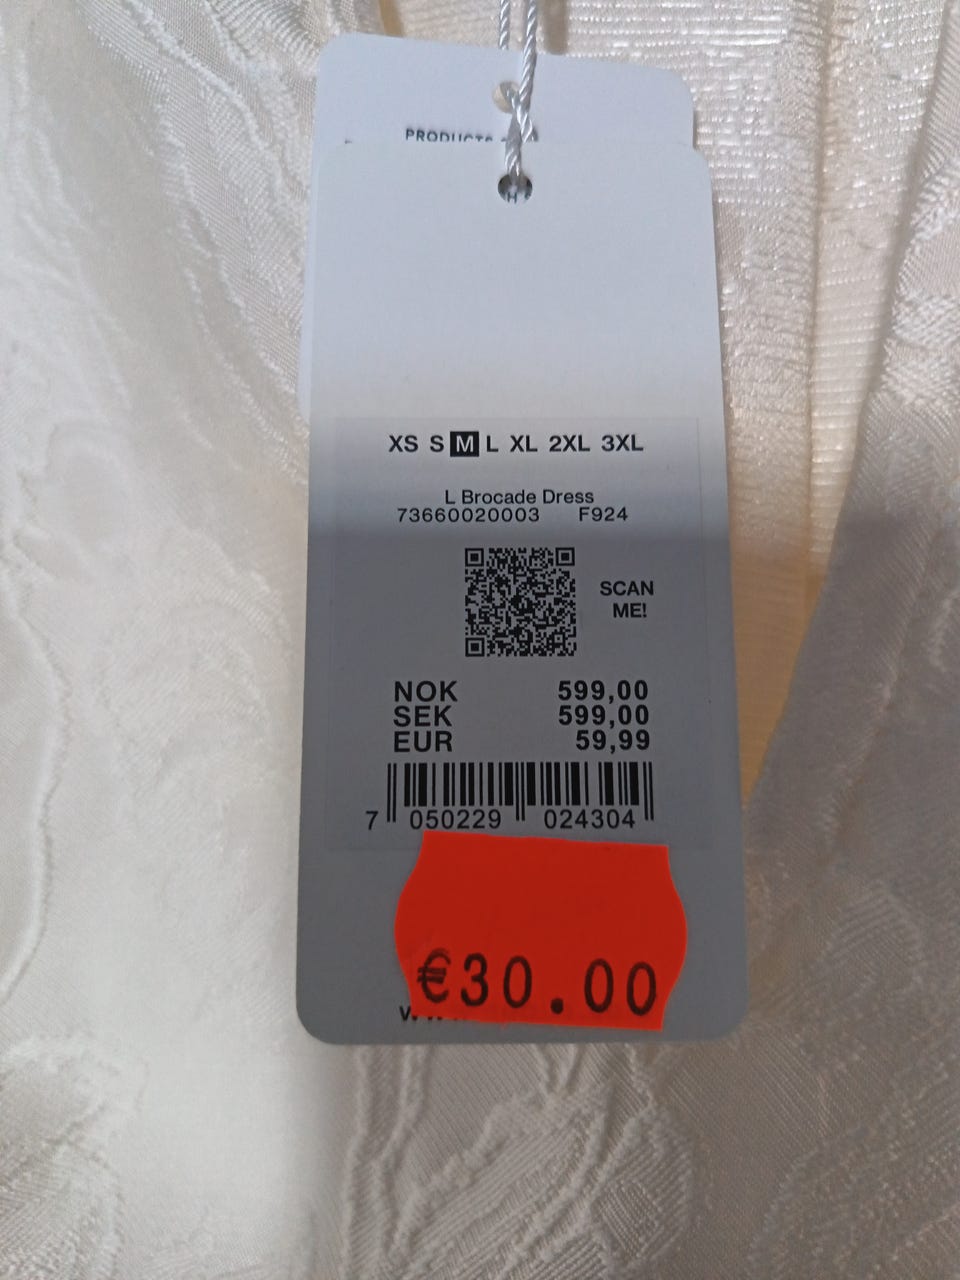 PRODUCTS
H
XS S M L XL 2XL 3XL
L Brocade Dress
73660020003 F924
SCAN
ME!
NOK 599,00
SEK 599,00
EUR 59,99
7 050229 024304
€30.00